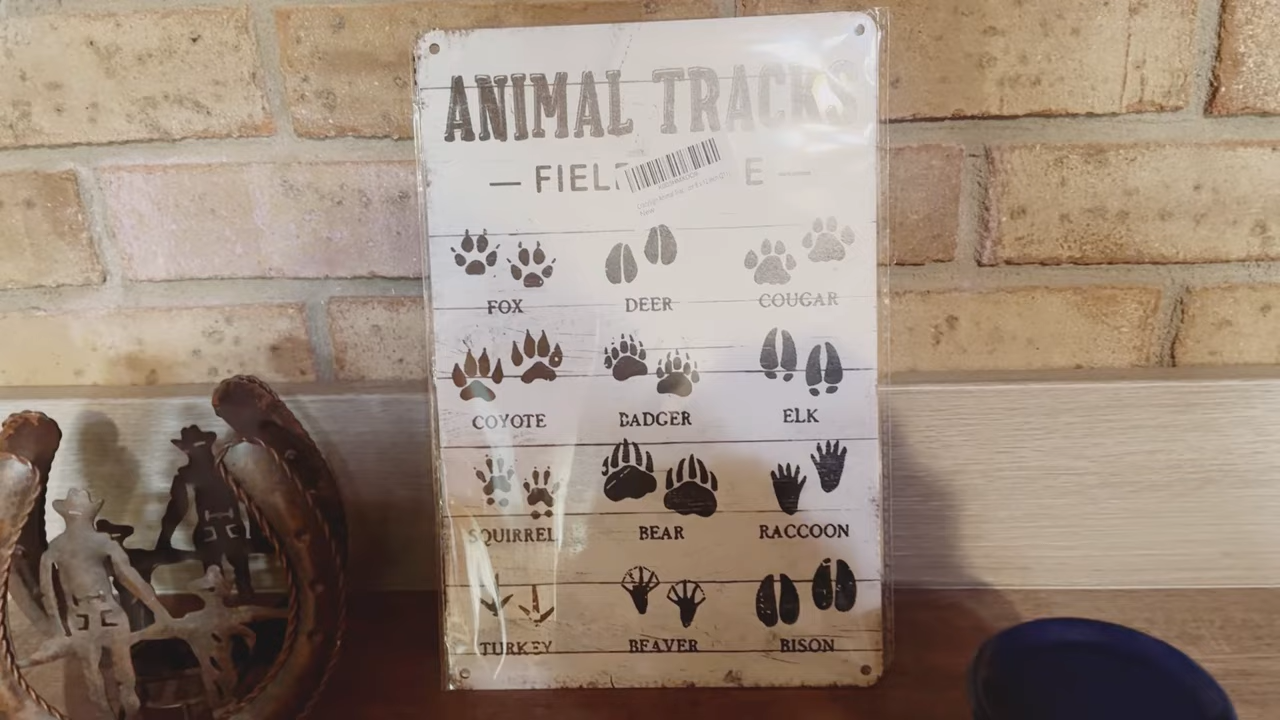 ANIMAL TRACKS
— FIEL E —
FOX DEER COUGAR
COYOTE BADGER ELK
SQUIRREL BEAR RACCOON
TURKEY BEAVER BISON